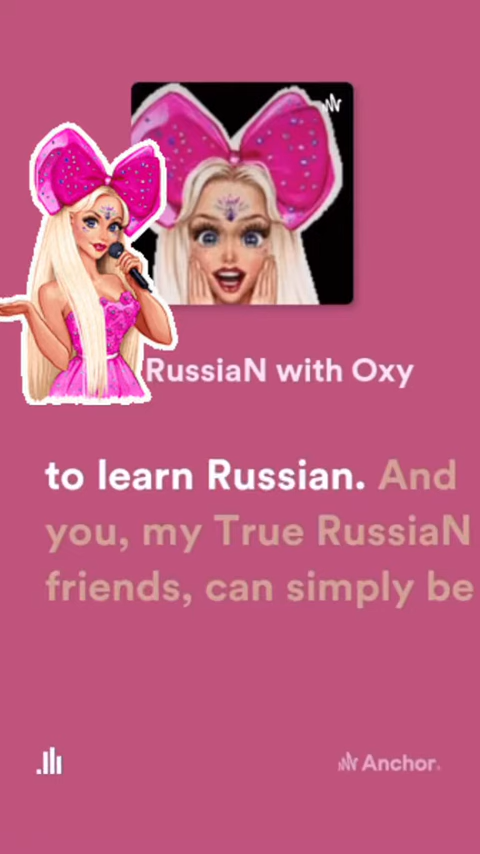 RussiaN with Oxy
to learn Russian. And
you, my True RussiaN
friends, can simply be
Anchor.